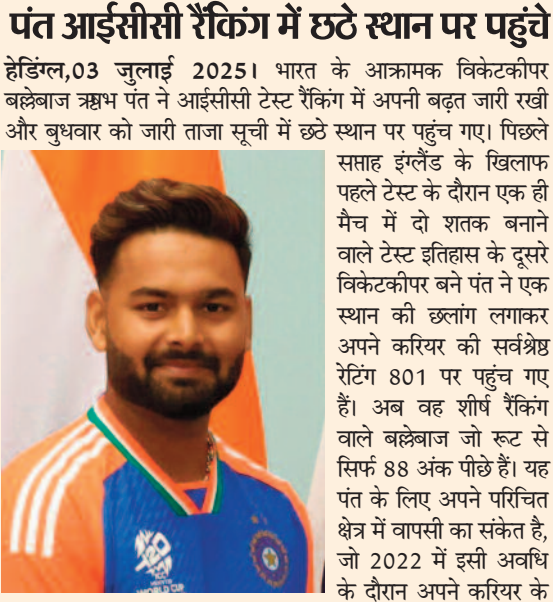 पंत आईसीसी रैंकिंग में छठे स्थान पर पहुंचे
हेडिंग्ले,03 जुलाई 2025। भारत के आक्रामक विकेटकीपर
बल्लेबाज ऋषभ पंत ने आईसीसी टेस्ट रैंकिंग में अपनी बढ़त जारी रखी
और बुधवार को जारी ताजा सूची में छठे स्थान पर पहुंच गए। पिछले
सप्ताह इंग्लैंड के खिलाफ
पहले टेस्ट के दौरान एक ही
मैच में दो शतक बनाने
वाले टेस्ट इतिहास के दूसरे
विकेटकीपर बने पंत ने एक
स्थान की छलांग लगाकर
अपने करियर की सर्वश्रेष्ठ
रेटिंग 801 पर पहुंच गए
हैं। अब वह शीर्ष रैंकिंग
वाले बल्लेबाज जो रूट से
सिर्फ 88 अंक पीछे हैं। यह
पंत के लिए अपने परिचित
क्षेत्र में वापसी का संकेत है,
जो 2022 में इसी अवधि
के दौरान अपने करियर के
WORLD CUP